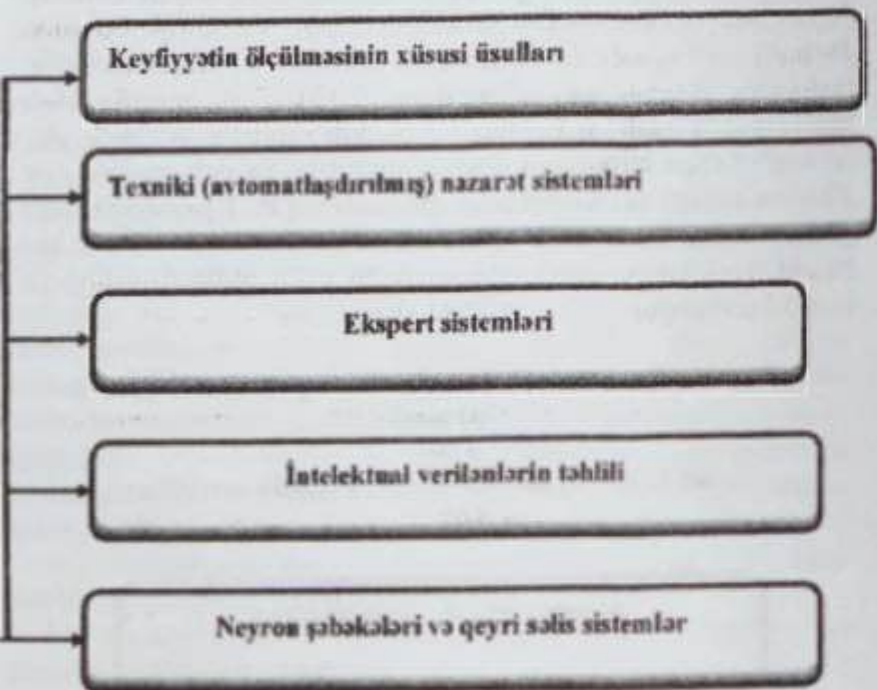 Keyfiyyətin ölçülməsinin xüsusi üsulları
Texniki (avtomatlaşdırılmış) nəzarət sistemləri
Ekspert sistemləri
İntelektual verilənlərin təhlili
Neyron şəbəkələri və qeyri səlis sistemlər